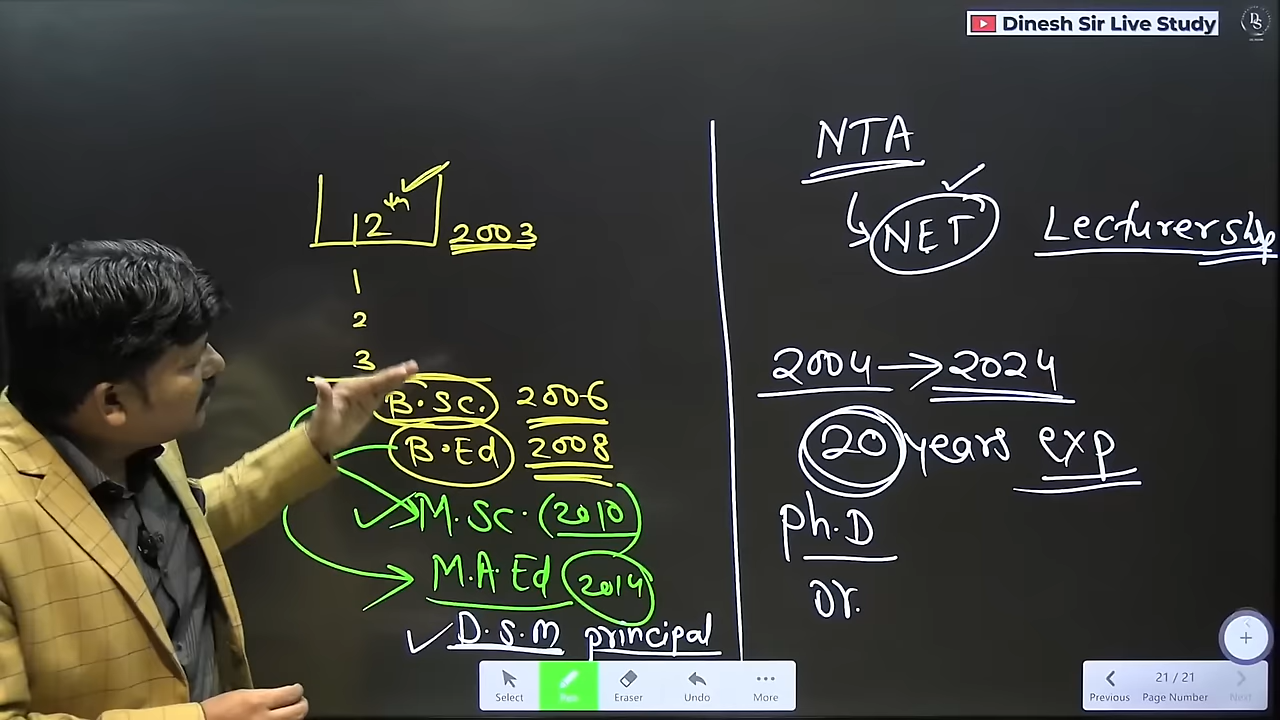 Dinesh Sir Live Study
DS
12th 2003
1
2
3
B.Sc. 2006
B.Ed 2008
M.Sc. (2010)
M.A.Ed 2014
D.S.M principal
NTA
NET Lecturership
2004 → 2024
20 years exp
Ph.D
Dr.
Select
Pen
Eraser
Undo
More
Previous
21 / 21
Page Number
Next